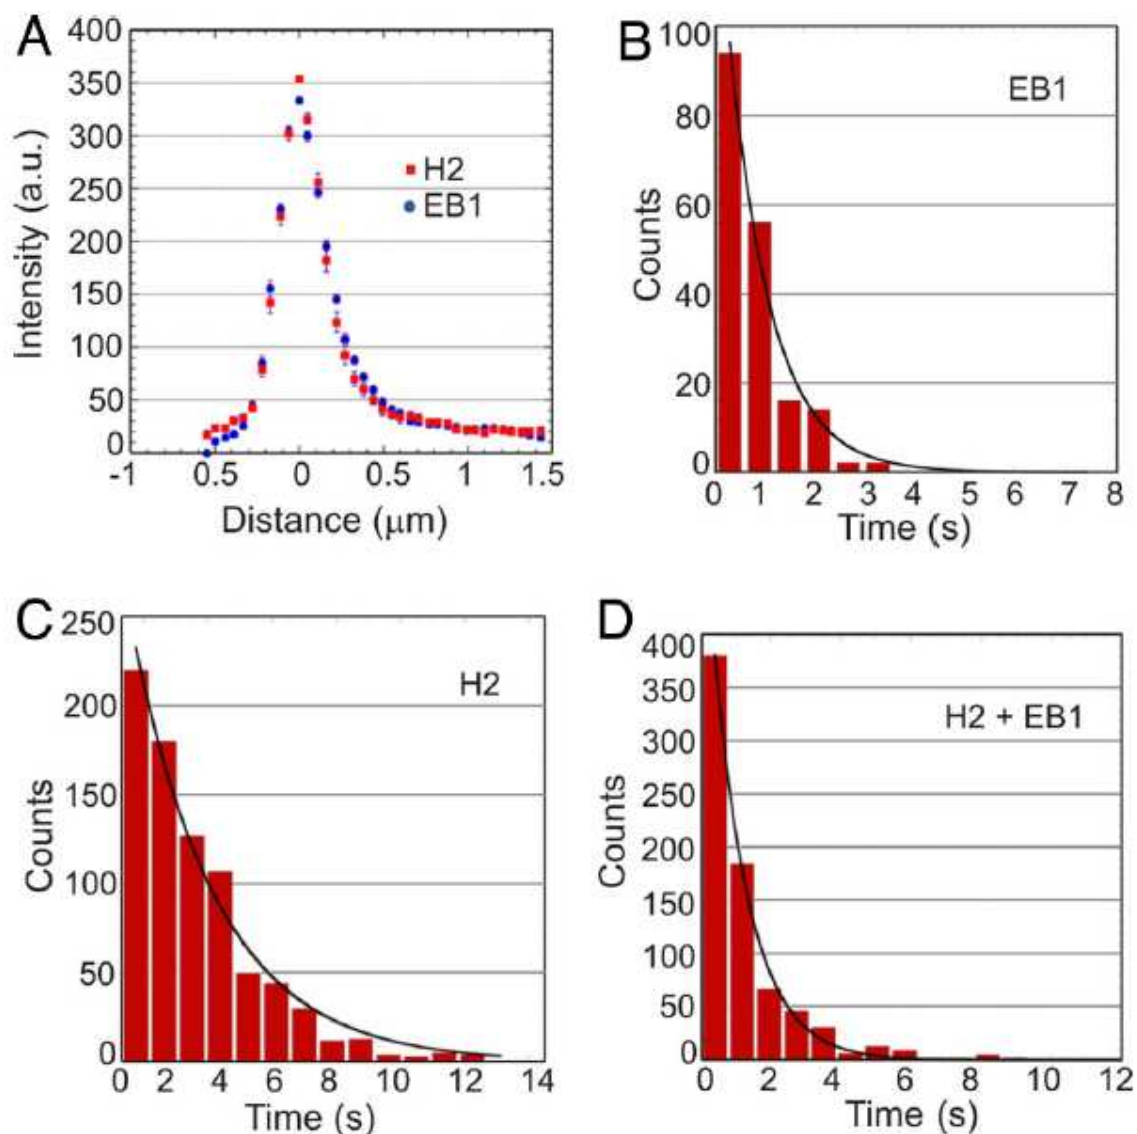 A
400
350
300
250
200
150
100
50
0
Intensity (a.u.)
H2
EB1
-1 0.5 0 0.5 1 1.5
Distance (μm)
B
100
80
60
40
20
0
Counts
EB1
0 1 2 3 4 5 6 7 8
Time (s)
C
250
200
150
100
50
0
Counts
H2
0 2 4 6 8 10 12 14
Time (s)
D
400
350
400
300
250
200
150
100
50
0
Counts
H2 + EB1
0 2 4 6 8 10 12
Time (s)